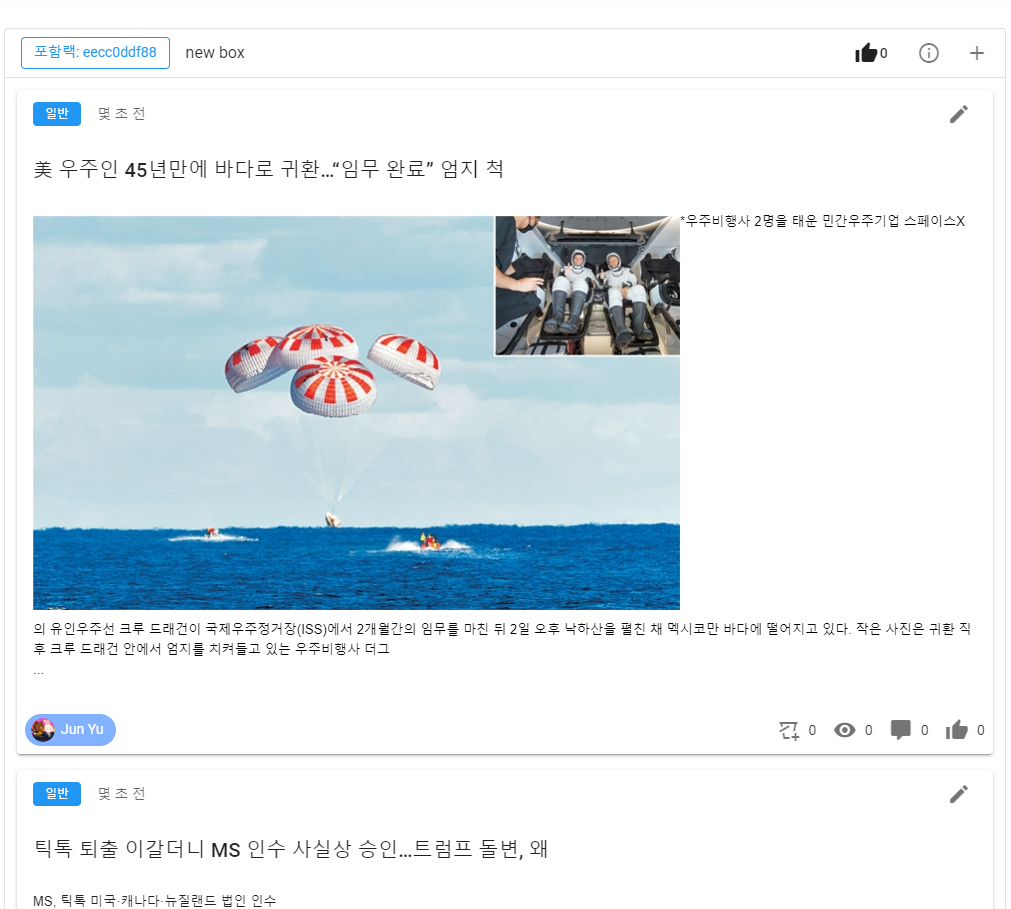 포함랙: eecc0ddf88 new box 0
일반 몇 초 전
美 우주인 45년만에 바다로 귀환...“임무 완료” 엄지 척
*우주비행사 2명을 태운 민간우주기업 스페이스X
의 유인우주선 크루 드래건이 국제우주정거장(ISS)에서 2개월간의 임무를 마친 뒤 2일 오후 낙하산을 펼친 채 멕시코만 바다에 떨어지고 있다. 작은 사진은 귀환 직
후 크루 드래건 안에서 엄지를 치켜들고 있는 우주비행사 더그
...
Jun Yu 0 0 0 0
일반 몇 초 전
틱톡 퇴출 이갈더니 MS 인수 사실상 승인...트럼프 돌변, 왜
MS, 틱톡 미국·캐나다·뉴질랜드 법인 인수